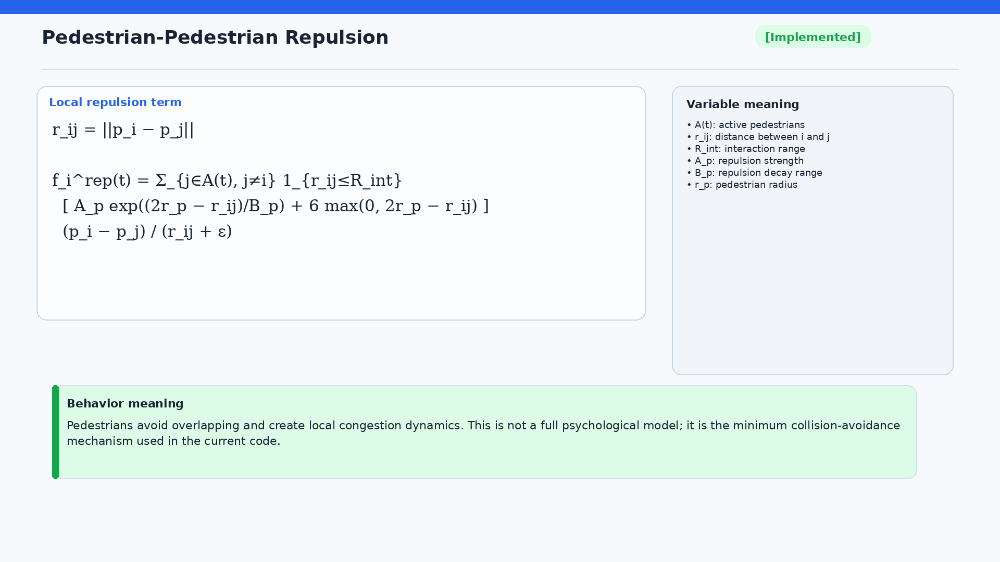 Pedestrian-Pedestrian Repulsion
[Implemented]
Local repulsion term
r_ij = ||p_i − p_j||
f_i^rep(t) = Σ_{j∈A(t), j≠i} 1_{r_ij≤R_int}
[ A_p exp((2r_p − r_ij)/B_p) + 6 max(0, 2r_p − r_ij) ]
(p_i − p_j) / (r_ij + ε)
Variable meaning
• A(t): active pedestrians
• r_ij: distance between i and j
• R_int: interaction range
• A_p: repulsion strength
• B_p: repulsion decay range
• r_p: pedestrian radius
Behavior meaning
Pedestrians avoid overlapping and create local congestion dynamics. This is not a full psychological model; it is the minimum collision-avoidance
mechanism used in the current code.